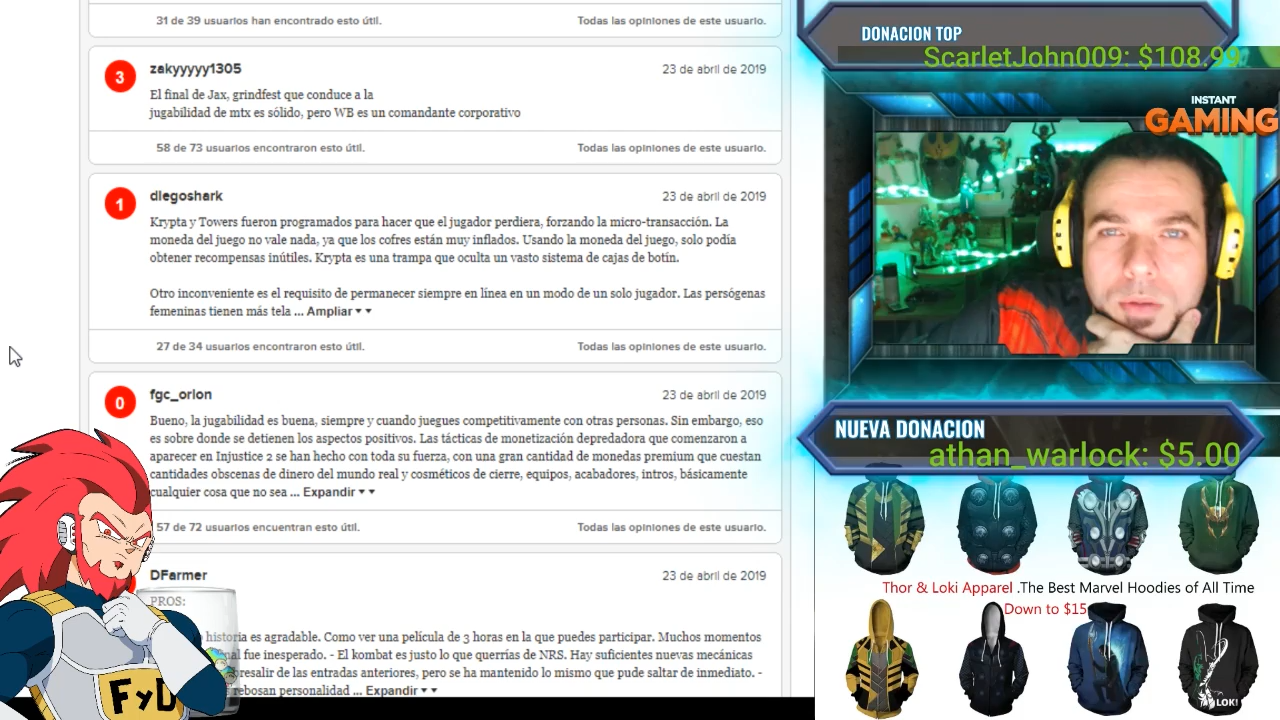 31 de 39 usuarios han encontrado esto útil.
Todas las opiniones de este usuario.
3
zakyyyyy1305
23 de abril de 2019
El final de Jax, grindfest que conduce a la
jugabilidad de mtx es sólido, pero WB es un comandante corporativo
58 de 73 usuarios encontraron esto útil.
Todas las opiniones de este usuario.
1
diegoshark
23 de abril de 2019
Krypta y Towers fueron programados para hacer que el jugador perdiera, forzando la micro-transacción. La
moneda del juego no vale nada, ya que los cofres están muy inflados. Usando la moneda del juego, solo podía
obtener recompensas inútiles. Krypta es una trampa que oculta un vasto sistema de cajas de botín.
Otro inconveniente es el requisito de permanecer siempre en línea en un modo de un solo jugador. Las persógenas
femeninas tienen más tela ... Ampliar
27 de 34 usuarios encontraron esto útil.
Todas las opiniones de este usuario.
0
fgc_orion
23 de abril de 2019
Bueno, la jugabilidad es buena, siempre y cuando juegues competitivamente con otras personas. Sin embargo, eso
es sobre donde se detienen los aspectos positivos. Las tácticas de monetización depredadora que comenzaron a
aparecer en Injustice 2 se han hecho con toda su fuerza, con una gran cantidad de monedas premium que cuestan
cantidades obscenas de dinero del mundo real y cosméticos de cierre, equipos, acabadores, intros, básicamente
cualquier cosa que no sea ... Expandir
57 de 72 usuarios encuentran esto útil.
Todas las opiniones de este usuario.
DFarmer
23 de abril de 2019
PROS:
historia es agradable. Como ver una película de 3 horas en la que puedes participar. Muchos momentos
nal fue inesperado. - El kombat es justo lo que querrías de NRS. Hay suficientes nuevas mecánicas
resalir de las entradas anteriores, pero se ha mantenido lo mismo que pude saltar de inmediato. -
rebosan personalidad ... Expandir
FyD
DONACION TOP
ScarletJohn009: $108.99
INSTANT
GAMING
NUEVA DONACION
athan_warlock: $5.00
Thor & Loki Apparel .The Best Marvel Hoodies of All Time
Down to $15
LOKI